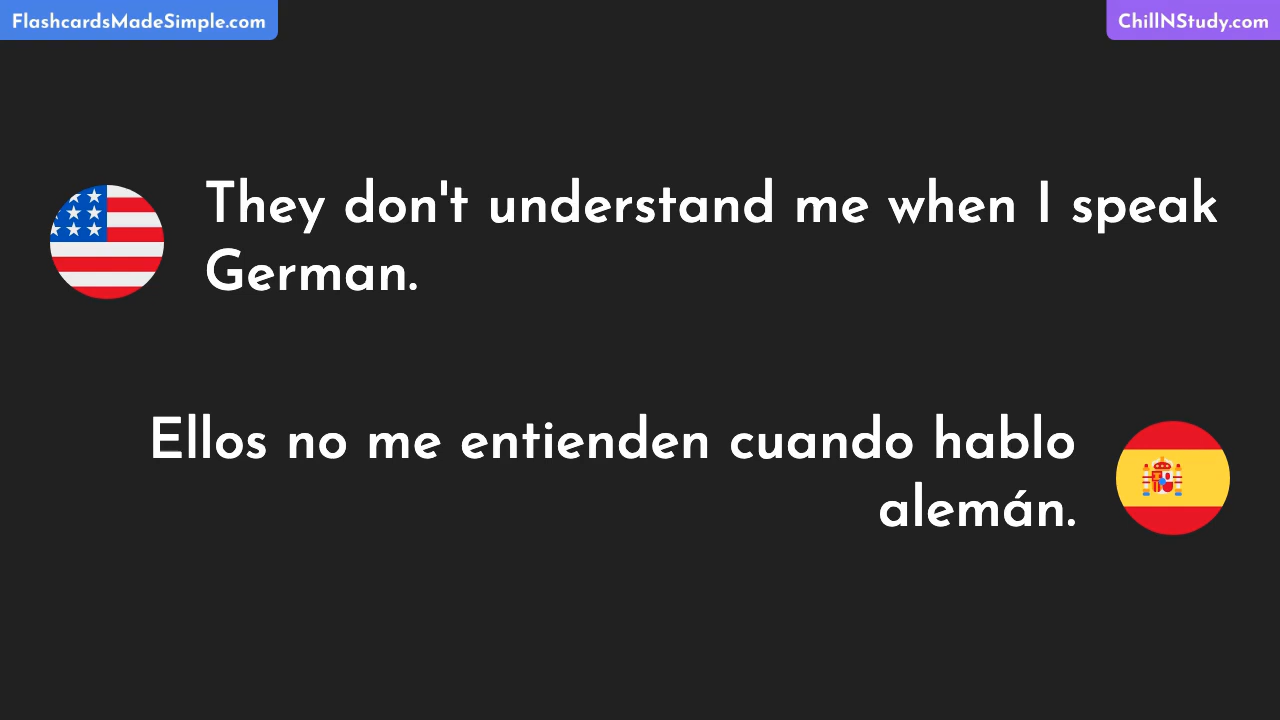 FlashcardsMadeSimple.com
ChillNStudy.com
They don't understand me when I speak
German.
Ellos no me entienden cuando hablo
alemán.